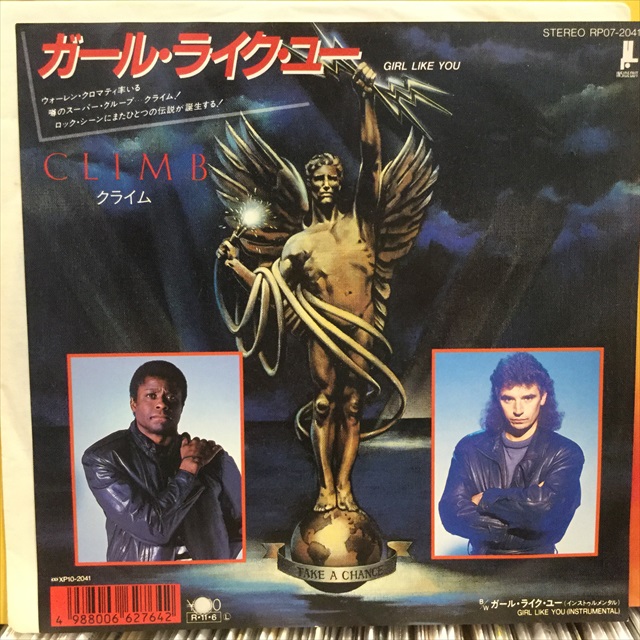 ガール・ライク・ユー
GIRL LIKE YOU
STEREO RP07-2041
ウォーレン・クロマティ率いる
噂のスーパー・グループ…クライム!
ロック・シーンにまたひとつの伝説が誕生する!
CLIMB
クライム
TAKE A CHANCE
XP10-2041
4 988006 627642
R・11・6 L
B/W ガール・ライク・ユー(インストゥルメンタル)
GIRL LIKE YOU (INSTRUMENTAL)